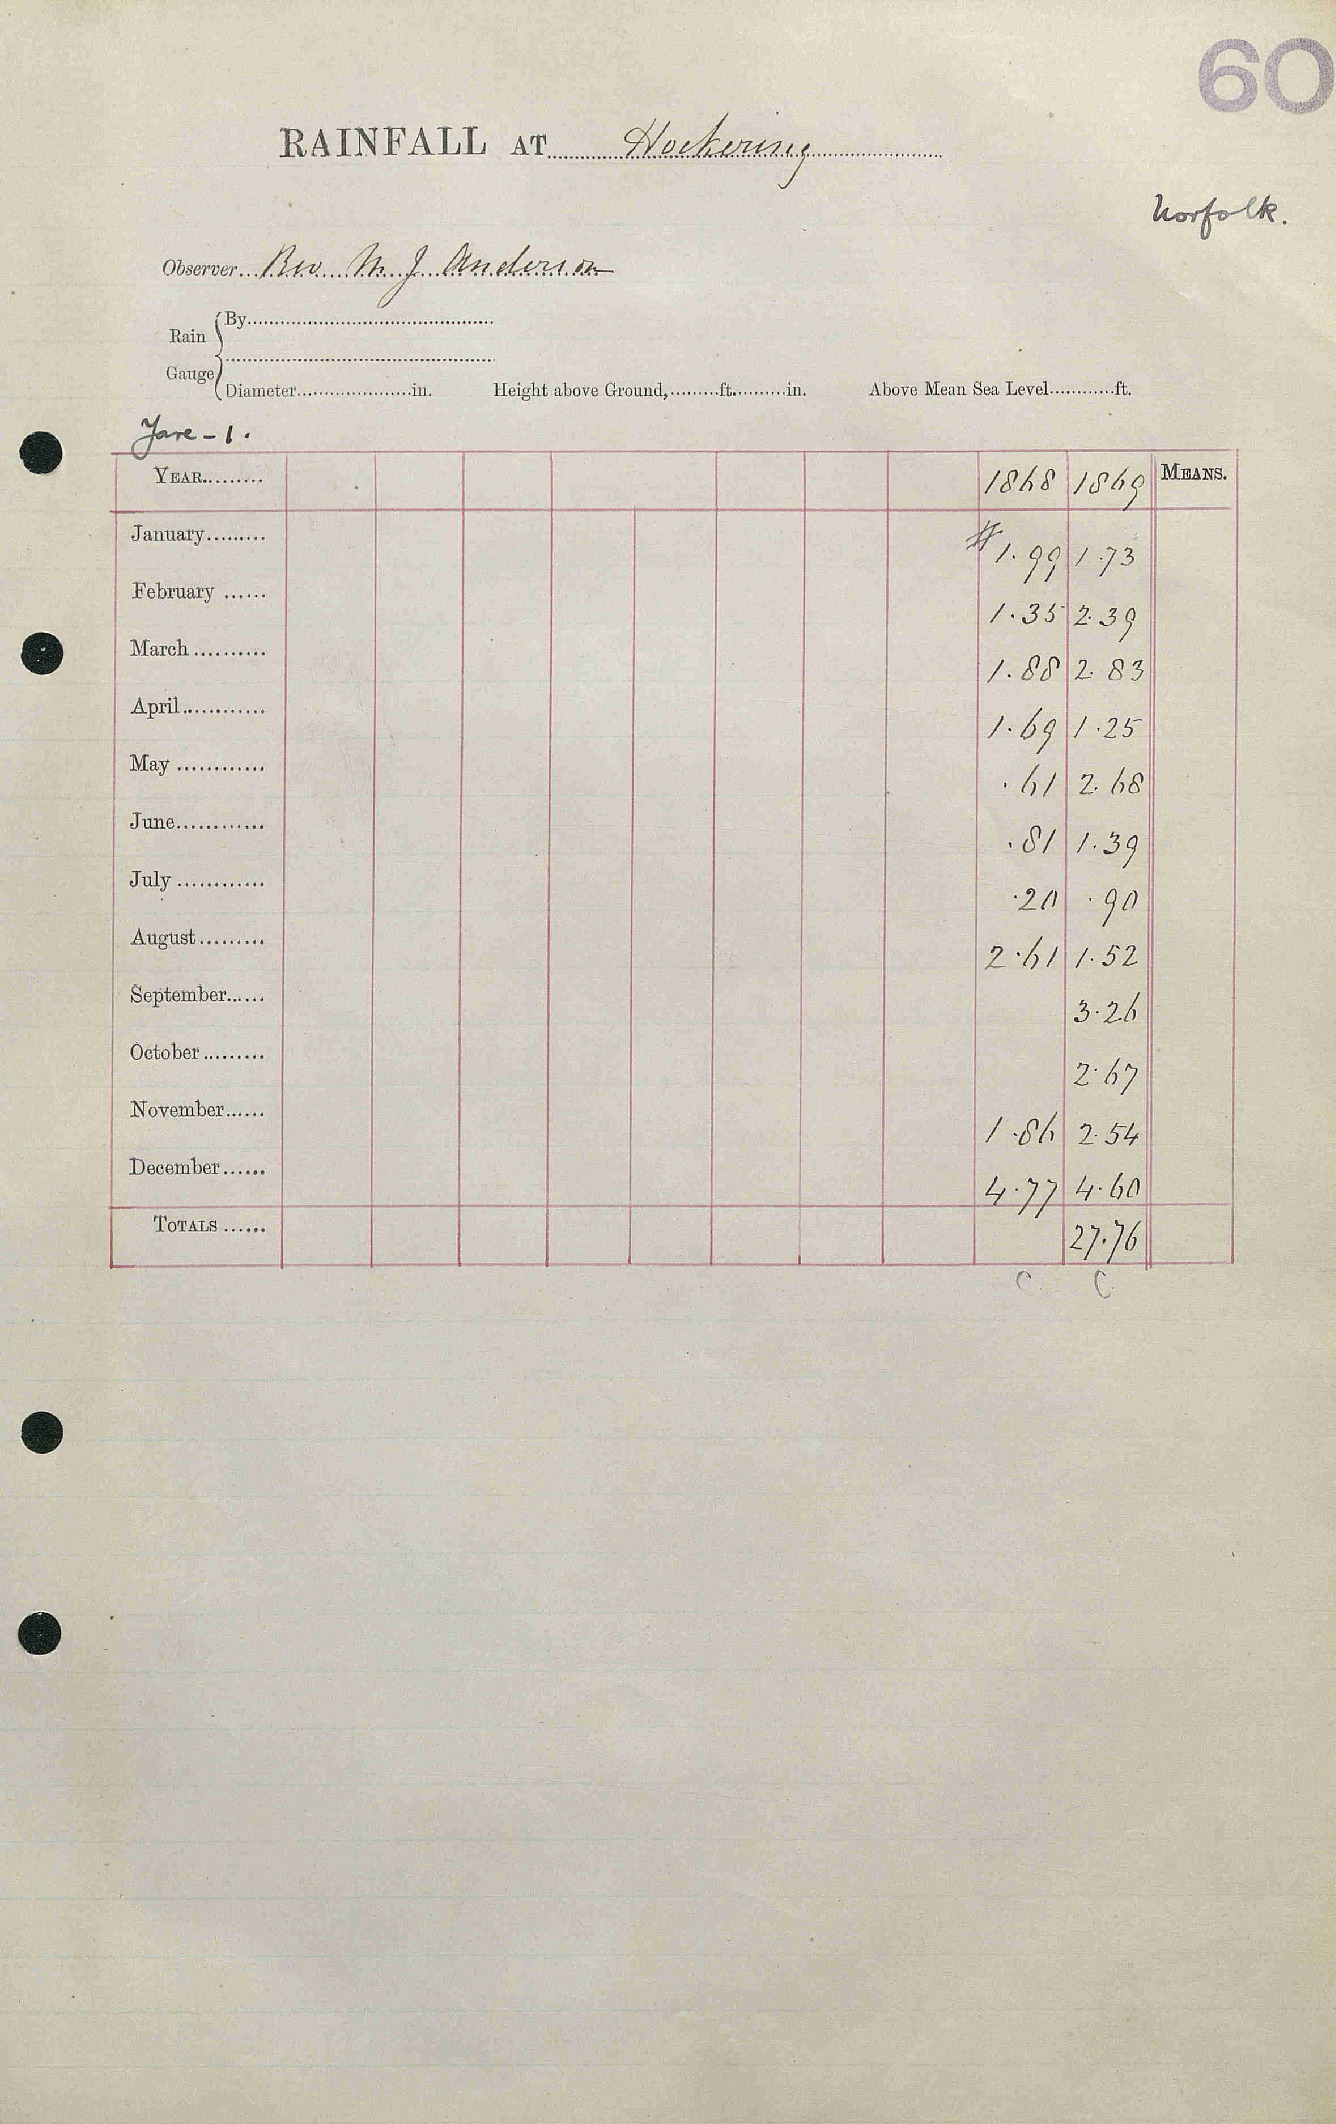 60
RAINFALL AT Hockering
Norfolk.
Observer Rev M. J. Anderson
Rain Gauge
By
Diameter in. Height above Ground, ft. in. Above Mean Sea Level ft.
Yare - 1.
YEAR 1868 1869 MEANS.
January # 1.99 1.73
February 1.35 2.39
March 1.88 2.83
April 1.69 1.25
May .61 2.68
June .81 1.39
July .20 .90
August 2.61 1.52
September 3.26
October 2.67
November 1.86 2.54
December 4.77 4.60
TOTALS 27.76
C C